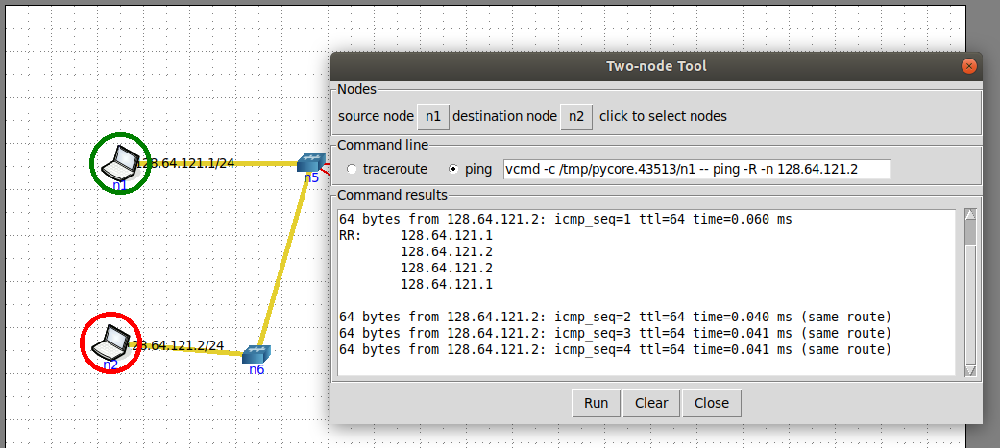 Two-node Tool
Nodes
source node n1 destination node n2 click to select nodes
Command line
traceroute ping vcmd -c /tmp/pycore.43513/n1 -- ping -R -n 128.64.121.2
Command results
64 bytes from 128.64.121.2: icmp_seq=1 ttl=64 time=0.060 ms
RR: 128.64.121.1
128.64.121.2
128.64.121.2
128.64.121.1
64 bytes from 128.64.121.2: icmp_seq=2 ttl=64 time=0.040 ms (same route)
64 bytes from 128.64.121.2: icmp_seq=3 ttl=64 time=0.041 ms (same route)
64 bytes from 128.64.121.2: icmp_seq=4 ttl=64 time=0.041 ms (same route)
Run Clear Close
128.64.121.1/24
n1
n5
28.64.121.2/24
n2
n6